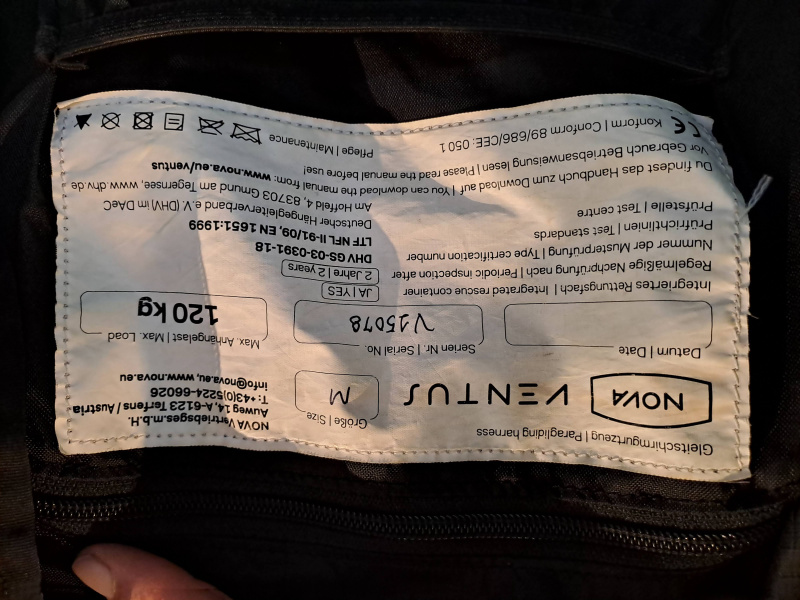 Gleitschirmgurtzeug | Paragliding harness
NOVA VENTUS
Größe | Size
M
NOVA Vertriebsges.m.b.H.
Auweg 14, A-6123 Terfens / Austria
T: +43(0)5224-66026
info@nova.eu, www.nova.eu
Datum | Date
Serien Nr. | Serial No.
V15078
Max. Anhängelast | Max. Load
120 kg
Integriertes Rettungsfach | Integrated rescue container
JA | YES
Regelmäßige Nachprüfung nach | Periodic inspection after
2 Jahre | 2 years
Nummer der Musterprüfung | Type certification number
DHV GS-03-0391-18
Prüfrichtlinien | Test standards
LTF NFL II-91/09, EN 1651:1999
Prüfstelle | Test centre
Deutscher Hängegleiterverband e.V. (DHV) im DAeC
Am Hoffeld 4, 83703 Gmund am Tegernsee, www.dhv.de
Du findest das Handbuch zum Download auf | You can download the manual from: www.nova.eu/ventus
Vor Gebrauch Betriebsanweisung lesen | Please read the manual before use!
CE Konform | Conform 89/686/CEE: 0501
Pflege | Maintenance